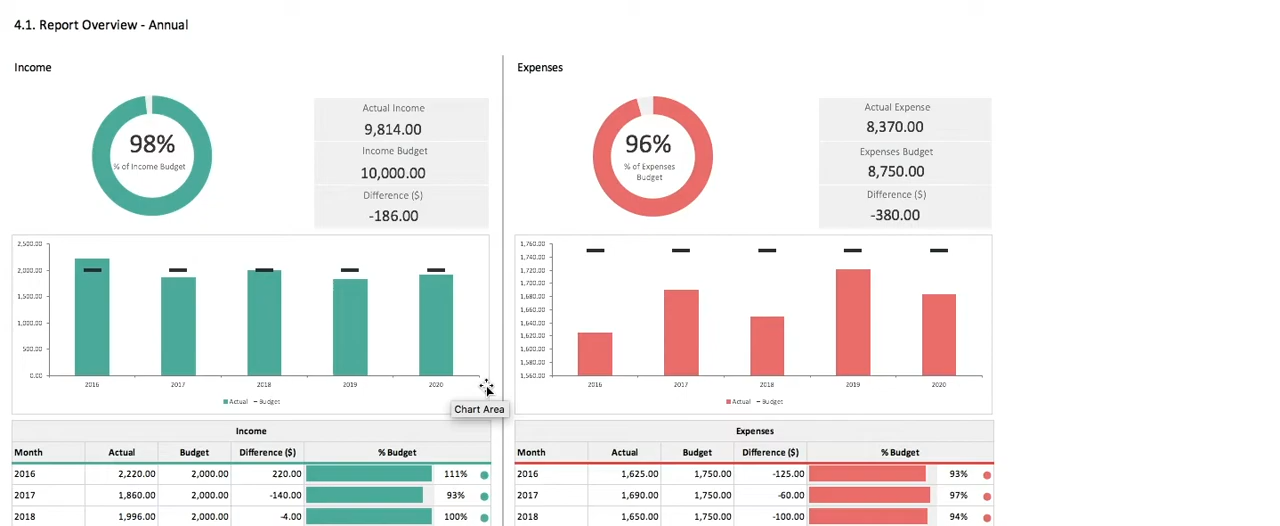 4.1. Report Overview - Annual
Income
98%
% of Income Budget
Actual Income
9,814.00
Income Budget
10,000.00
Difference ($)
-186.00
2,500.00
2,000.00
1,500.00
1,000.00
500.00
0.00
2016 2017 2018 2019 2020
Actual Budget
Chart Area
Income
Month Actual Budget Difference ($) % Budget
2016 2,220.00 2,000.00 220.00 111%
2017 1,860.00 2,000.00 -140.00 93%
2018 1,996.00 2,000.00 -4.00 100%
Expenses
96%
% of Expenses
Budget
Actual Expense
8,370.00
Expenses Budget
8,750.00
Difference ($)
-380.00
1,760.00
1,740.00
1,720.00
1,700.00
1,680.00
1,660.00
1,640.00
1,620.00
1,600.00
1,580.00
1,560.00
2016 2017 2018 2019 2020
Actual Budget
Expenses
Month Actual Budget Difference ($) % Budget
2016 1,625.00 1,750.00 -125.00 93%
2017 1,690.00 1,750.00 -60.00 97%
2018 1,650.00 1,750.00 -100.00 94%